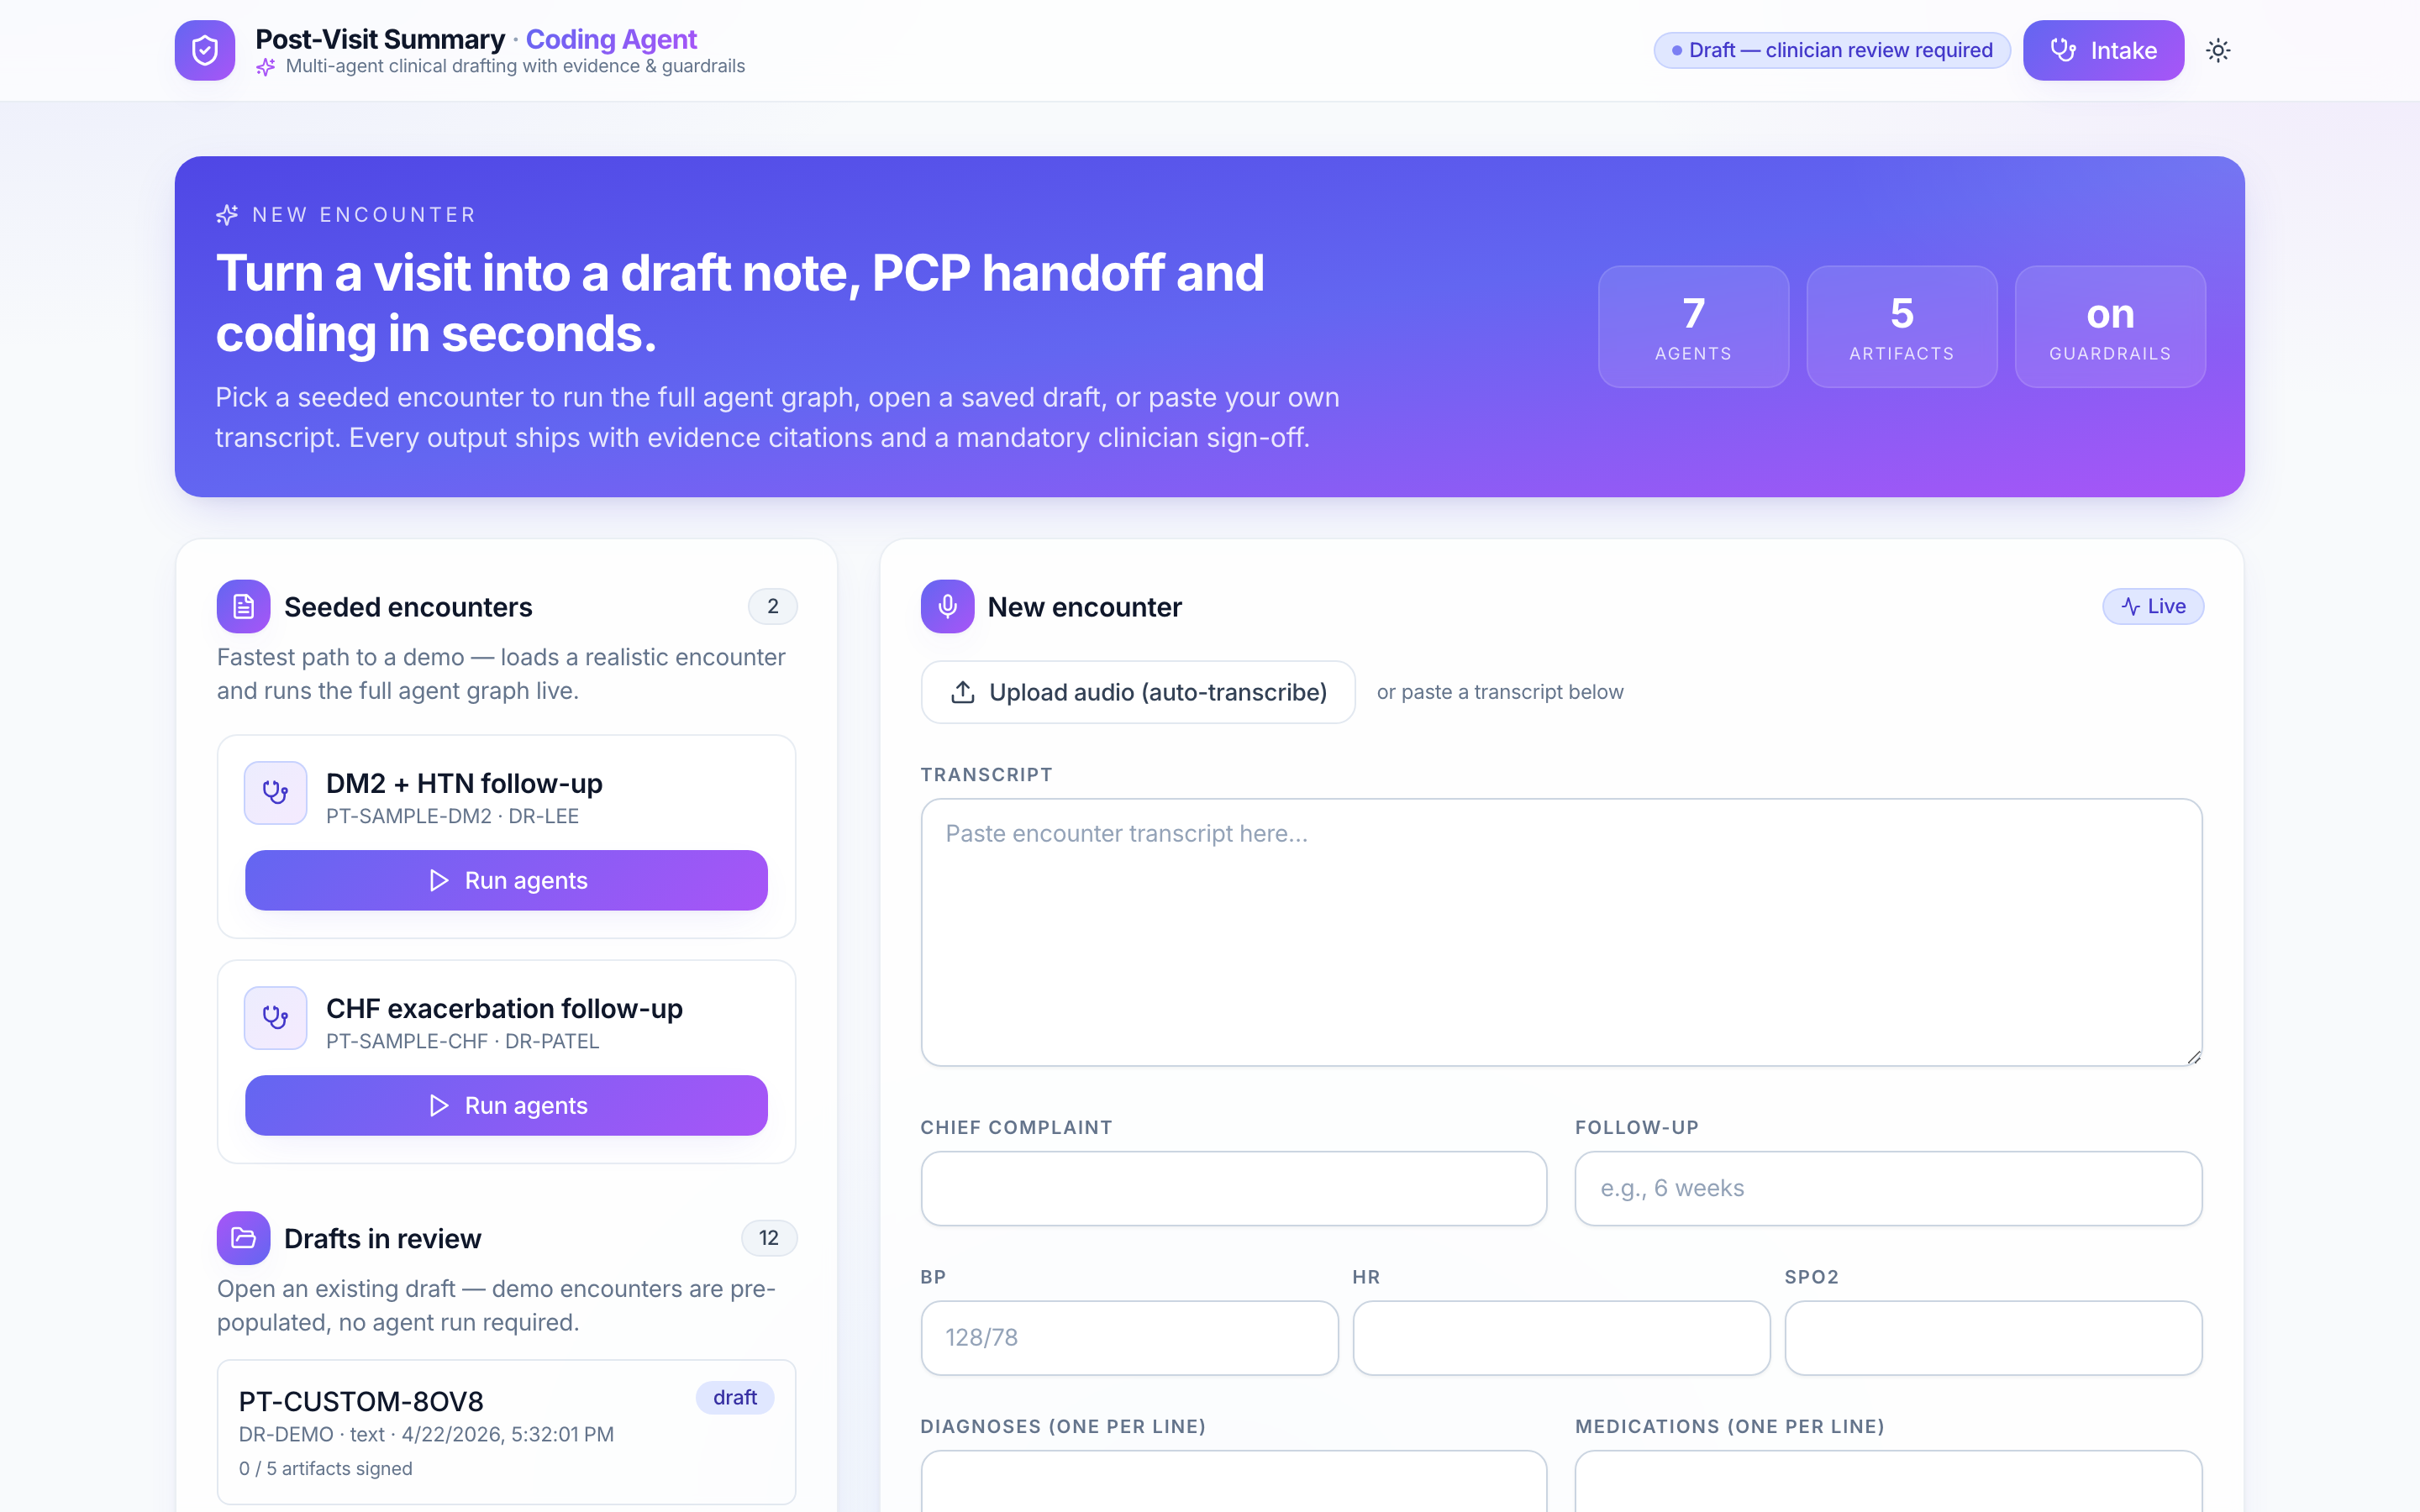 Post-Visit Summary · Coding Agent
Multi-agent clinical drafting with evidence & guardrails
Draft — clinician review required
Intake
NEW ENCOUNTER
Turn a visit into a draft note, PCP handoff and
coding in seconds.
Pick a seeded encounter to run the full agent graph, open a saved draft, or paste your own
transcript. Every output ships with evidence citations and a mandatory clinician sign-off.
7
AGENTS
5
ARTIFACTS
on
GUARDRAILS
Seeded encounters
2
Fastest path to a demo — loads a realistic encounter
and runs the full agent graph live.
DM2 + HTN follow-up
PT-SAMPLE-DM2 · DR-LEE
Run agents
CHF exacerbation follow-up
PT-SAMPLE-CHF · DR-PATEL
Run agents
Drafts in review
12
Open an existing draft — demo encounters are pre-
populated, no agent run required.
PT-CUSTOM-8OV8
draft
DR-DEMO · text · 4/22/2026, 5:32:01 PM
0 / 5 artifacts signed
New encounter
Live
Upload audio (auto-transcribe)
or paste a transcript below
TRANSCRIPT
Paste encounter transcript here...
CHIEF COMPLAINT
FOLLOW-UP
e.g., 6 weeks
BP
HR
SPO2
128/78
DIAGNOSES (ONE PER LINE)
MEDICATIONS (ONE PER LINE)